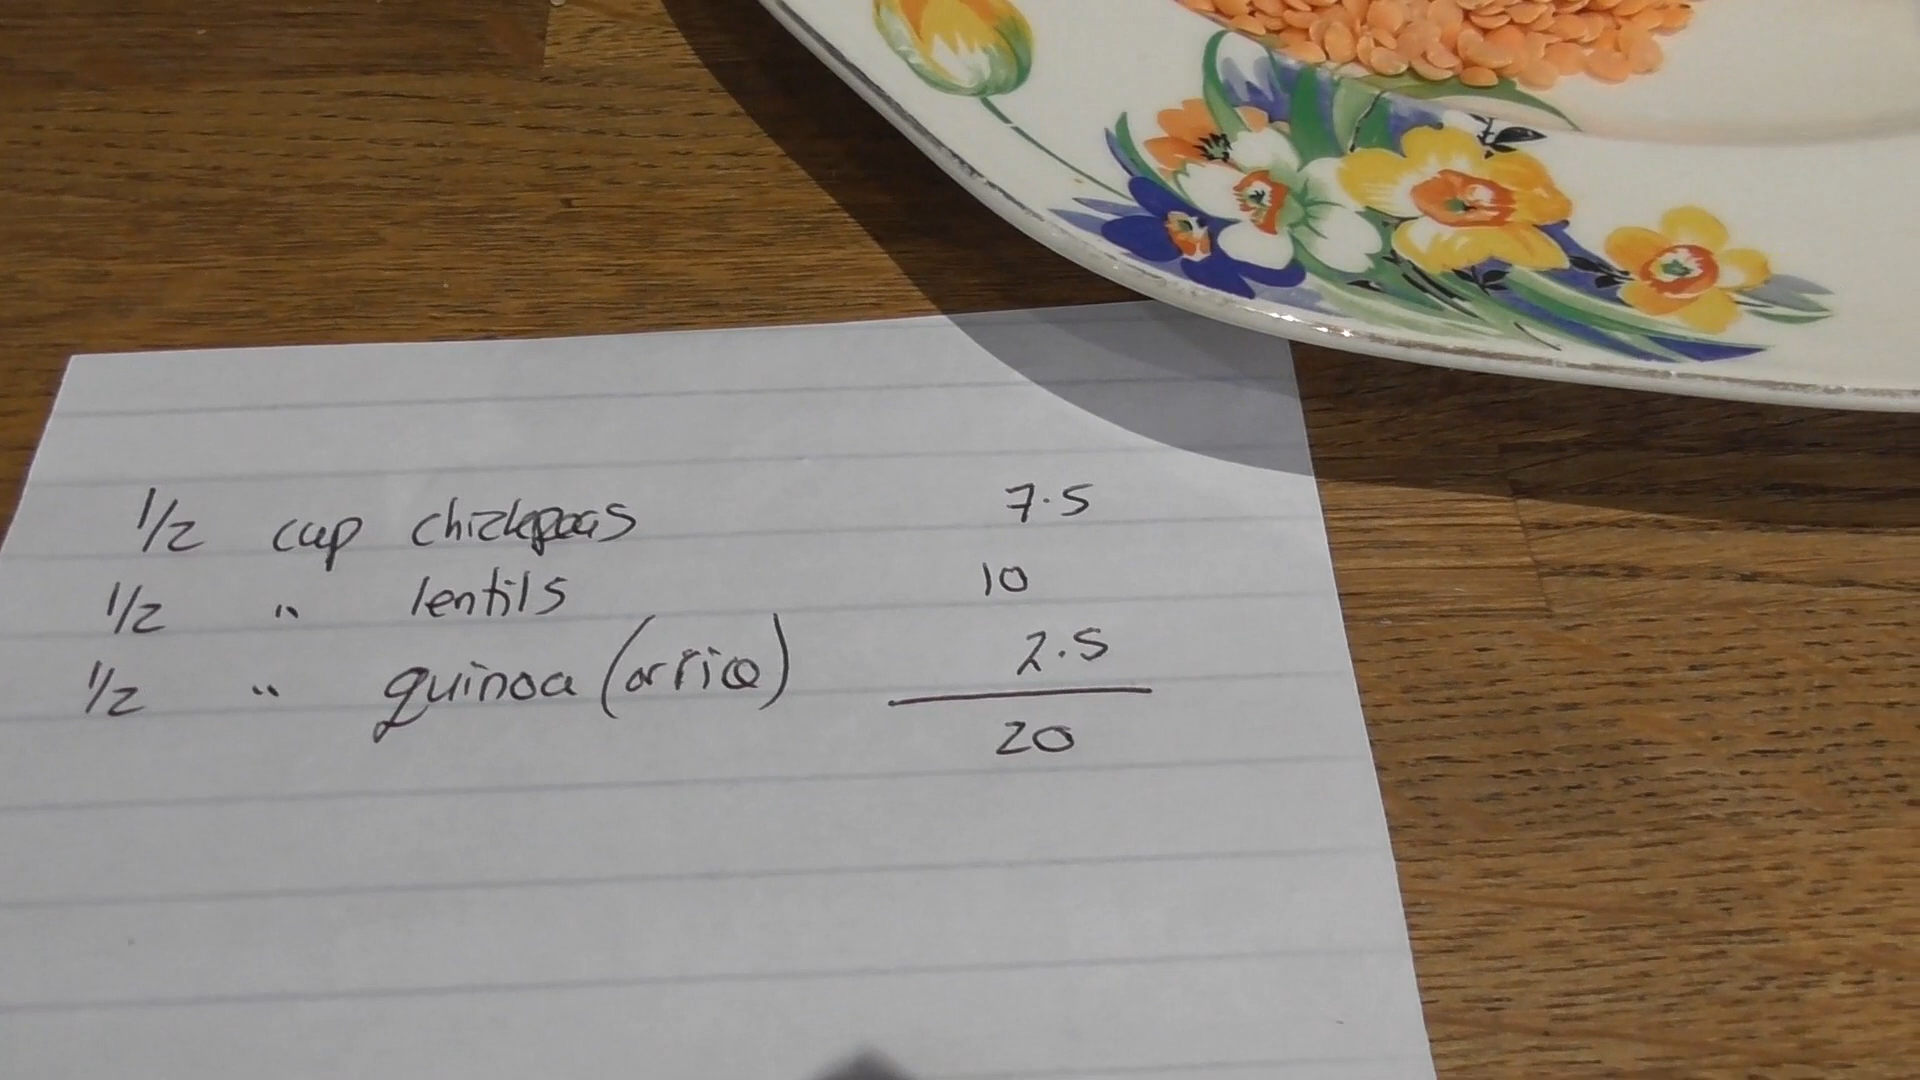 1/2 cup chickpeas 7.5
1/2 " lentils 10
1/2 " quinoa (or rice) 2.5
20